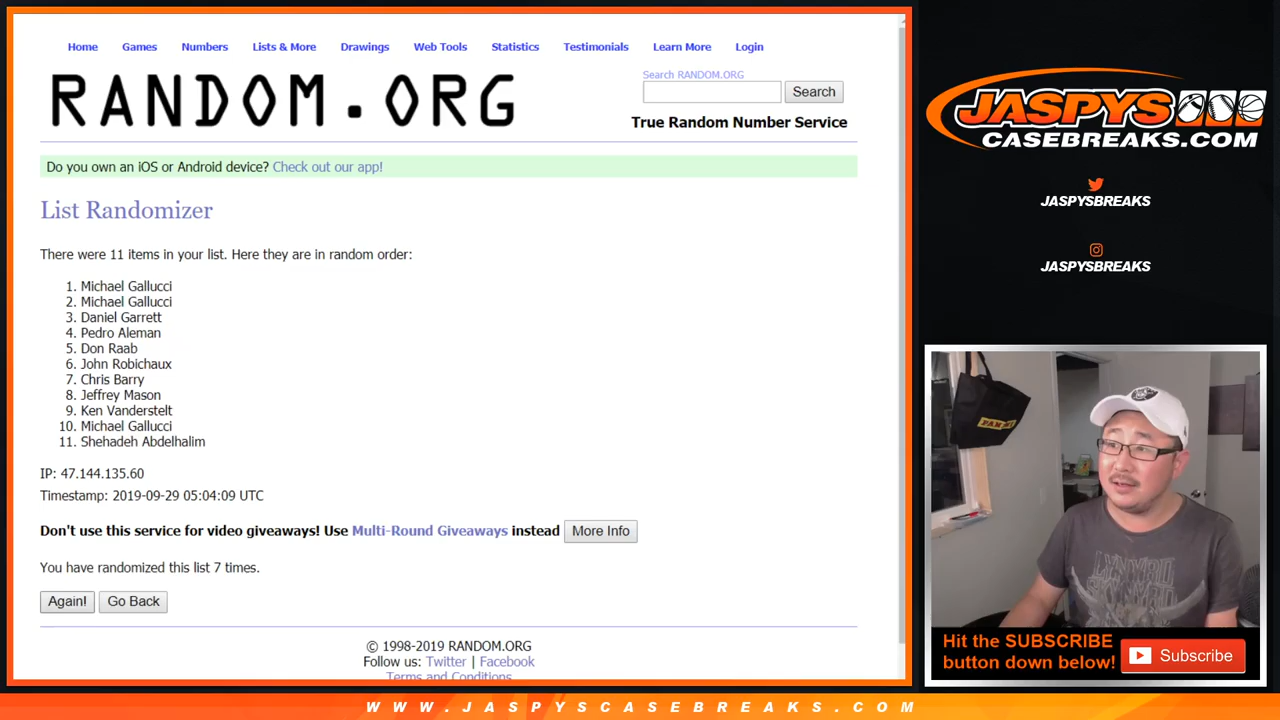 Home Games Numbers Lists & More Drawings Web Tools Statistics Testimonials Learn More Login
RANDOM.ORG
Search RANDOM.ORG
Search
True Random Number Service
Do you own an iOS or Android device? Check out our app!
List Randomizer
There were 11 items in your list. Here they are in random order:
1. Michael Gallucci
2. Michael Gallucci
3. Daniel Garrett
4. Pedro Aleman
5. Don Raab
6. John Robichaux
7. Chris Barry
8. Jeffrey Mason
9. Ken Vanderstelt
10. Michael Gallucci
11. Shehadeh Abdelhalim
IP: 47.144.135.60
Timestamp: 2019-09-29 05:04:09 UTC
Don't use this service for video giveaways! Use Multi-Round Giveaways instead More Info
You have randomized this list 7 times.
Again! Go Back
© 1998-2019 RANDOM.ORG
Follow us: Twitter | Facebook
Terms and Conditions
JASPYS
CASEBREAKS.COM
JASPYSBREAKS
JASPYSBREAKS
Hit the SUBSCRIBE
button down below!
Subscribe
WWW.JASPYSCASEBREAKS.COM